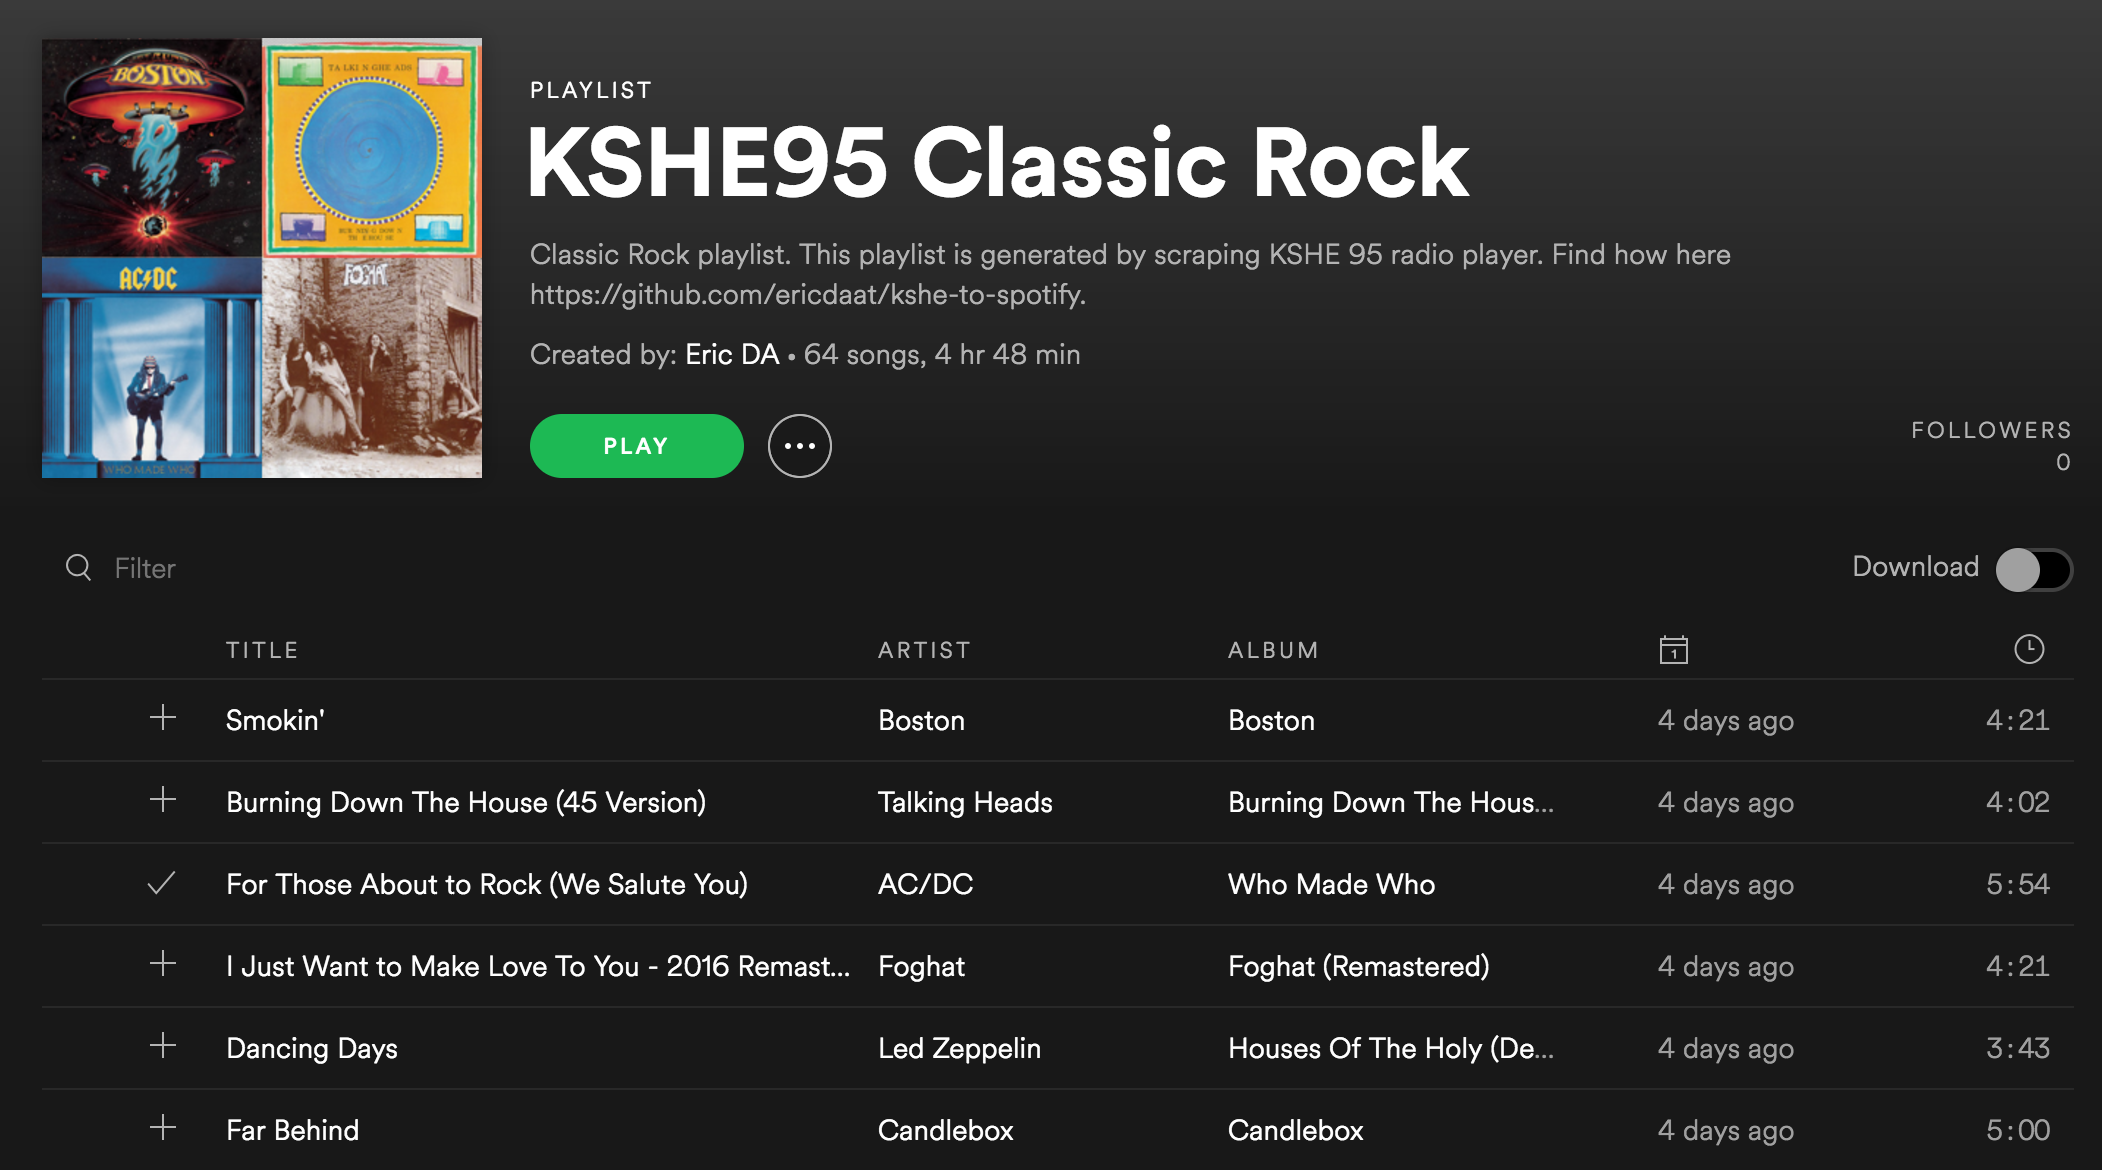 BOSTON
TALKING HEADS
BURNING DOWN
THE HOUSE
AC/DC
WHO MADE WHO
FOGHAT
PLAYLIST
KSHE95 Classic Rock
Classic Rock playlist. This playlist is generated by scraping KSHE 95 radio player. Find how here
https://github.com/ericdaat/kshe-to-spotify.
Created by: Eric DA • 64 songs, 4 hr 48 min
PLAY
FOLLOWERS
0
Filter
Download
TITLE ARTIST ALBUM 1
Smokin' Boston Boston 4 days ago 4:21
Burning Down The House (45 Version) Talking Heads Burning Down The Hous... 4 days ago 4:02
For Those About to Rock (We Salute You) AC/DC Who Made Who 4 days ago 5:54
I Just Want to Make Love To You - 2016 Remast... Foghat Foghat (Remastered) 4 days ago 4:21
Dancing Days Led Zeppelin Houses Of The Holy (De... 4 days ago 3:43
Far Behind Candlebox Candlebox 4 days ago 5:00